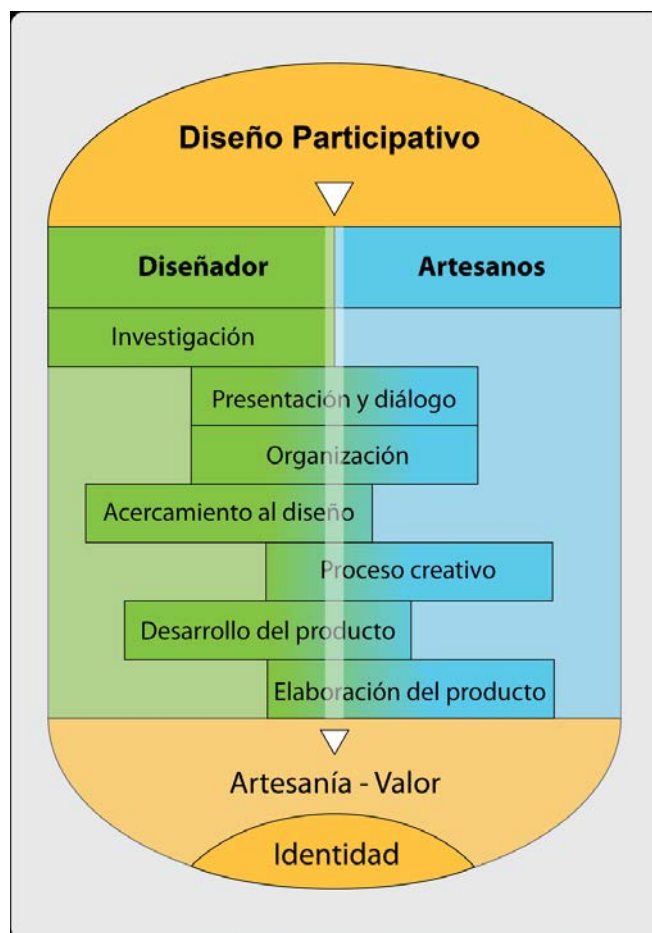 Diseño Participativo
Diseñador
Artesanos
Investigación
Presentación y diálogo
Organización
Acercamiento al diseño
Proceso creativo
Desarrollo del producto
Elaboración del producto
Artesanía - Valor
Identidad